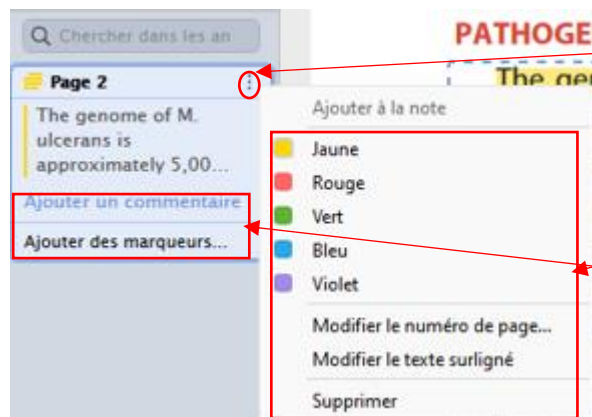 Chercher dans les an
PATHOGE
Page 2
The gen
The genome of M.
ulcerans is
approximately 5,00...
Ajouter un commentaire
Ajouter des marqueurs...
Ajouter à la note
Jaune
Rouge
Vert
Bleu
Violet
Modifier le numéro de page...
Modifier le texte surligné
Supprimer